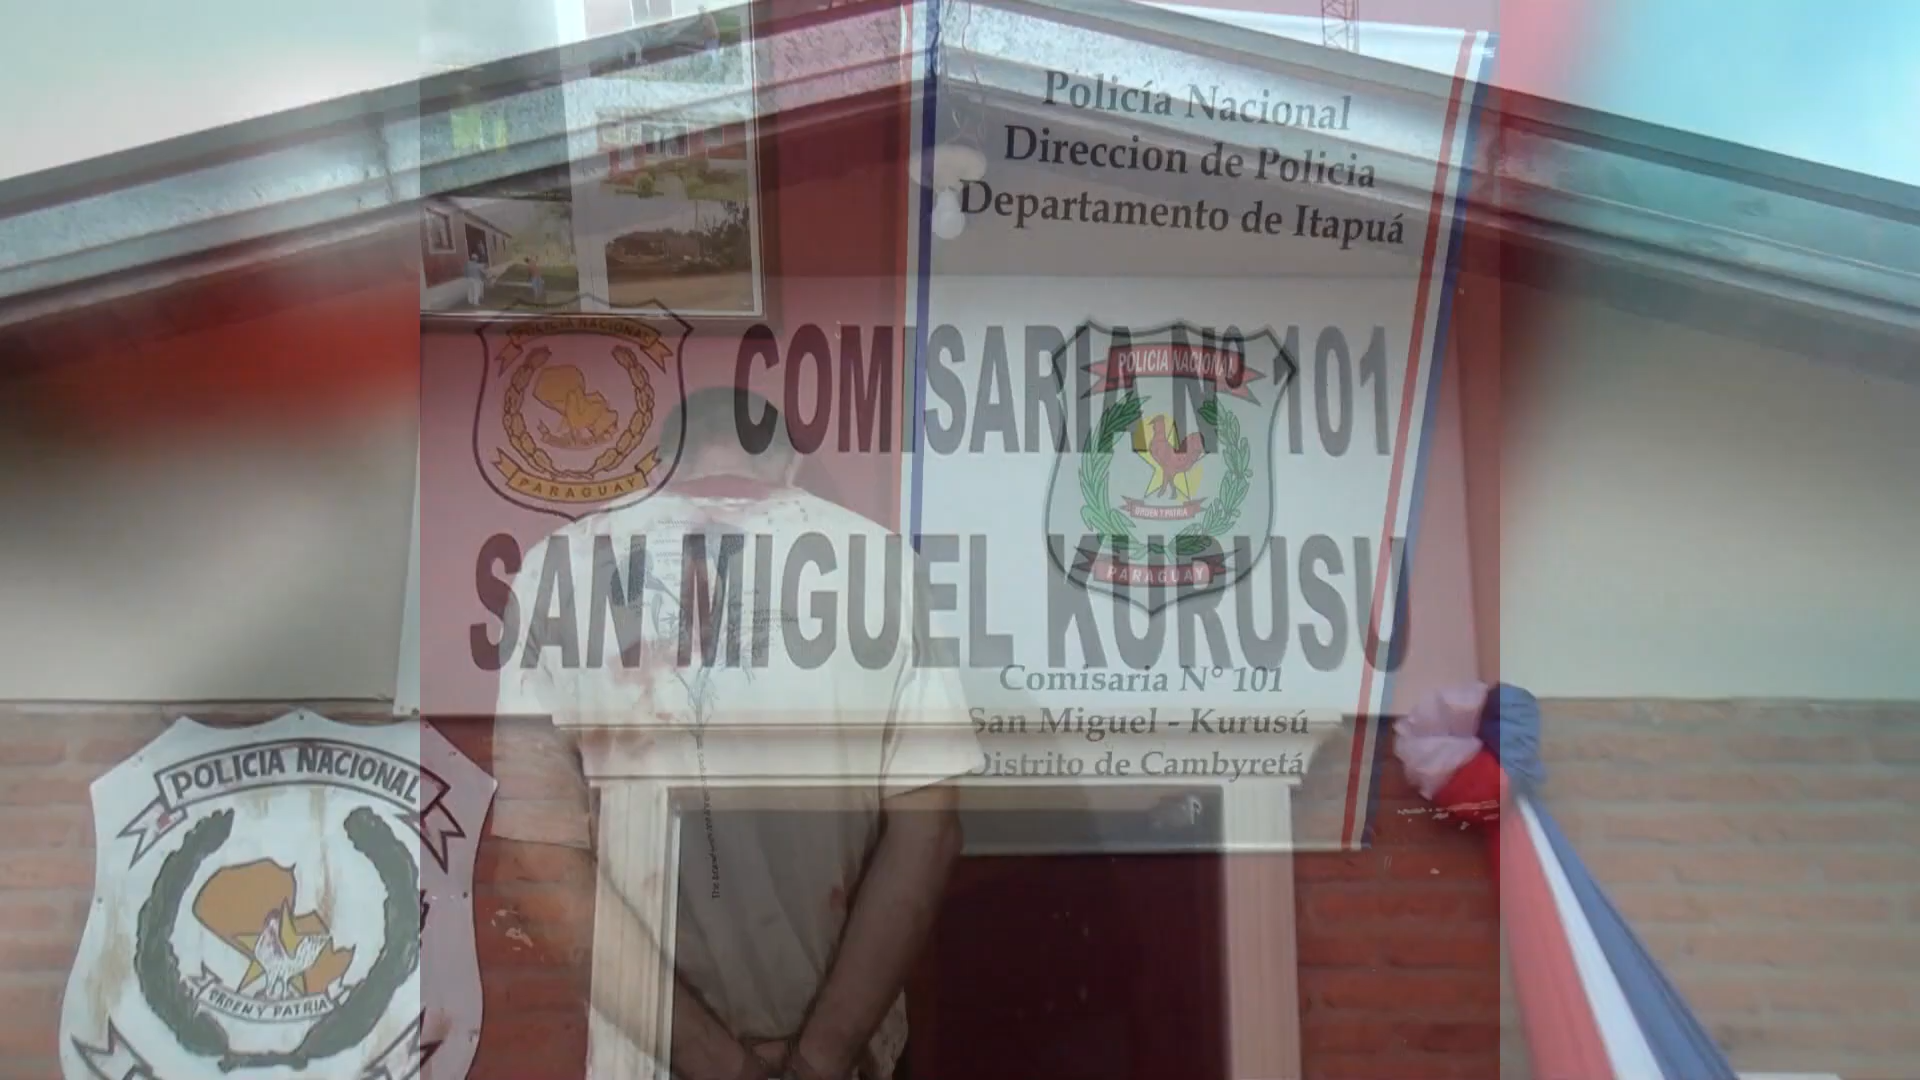 Policía Nacional
Direccion de Policia
Departamento de Itapuá
POLICIA NACIONAL
PARAGUAY
COMISARIA Nº 101
SAN MIGUEL KURUSU
POLICIA NACIONAL
ORDEN Y PATRIA
PARAGUAY
Comisaria N° 101
San Miguel - Kurusú
Distrito de Cambyretá
POLICIA NACIONAL
ORDEN Y PATRIA